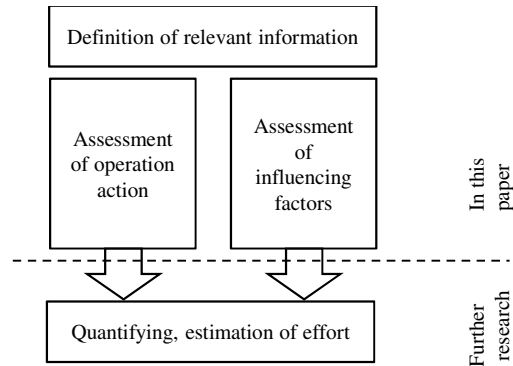 Definition of relevant information
Assessment
of operation
action
Assessment
of
influencing
factors
In this
paper
Quantifying, estimation of effort
Further
research